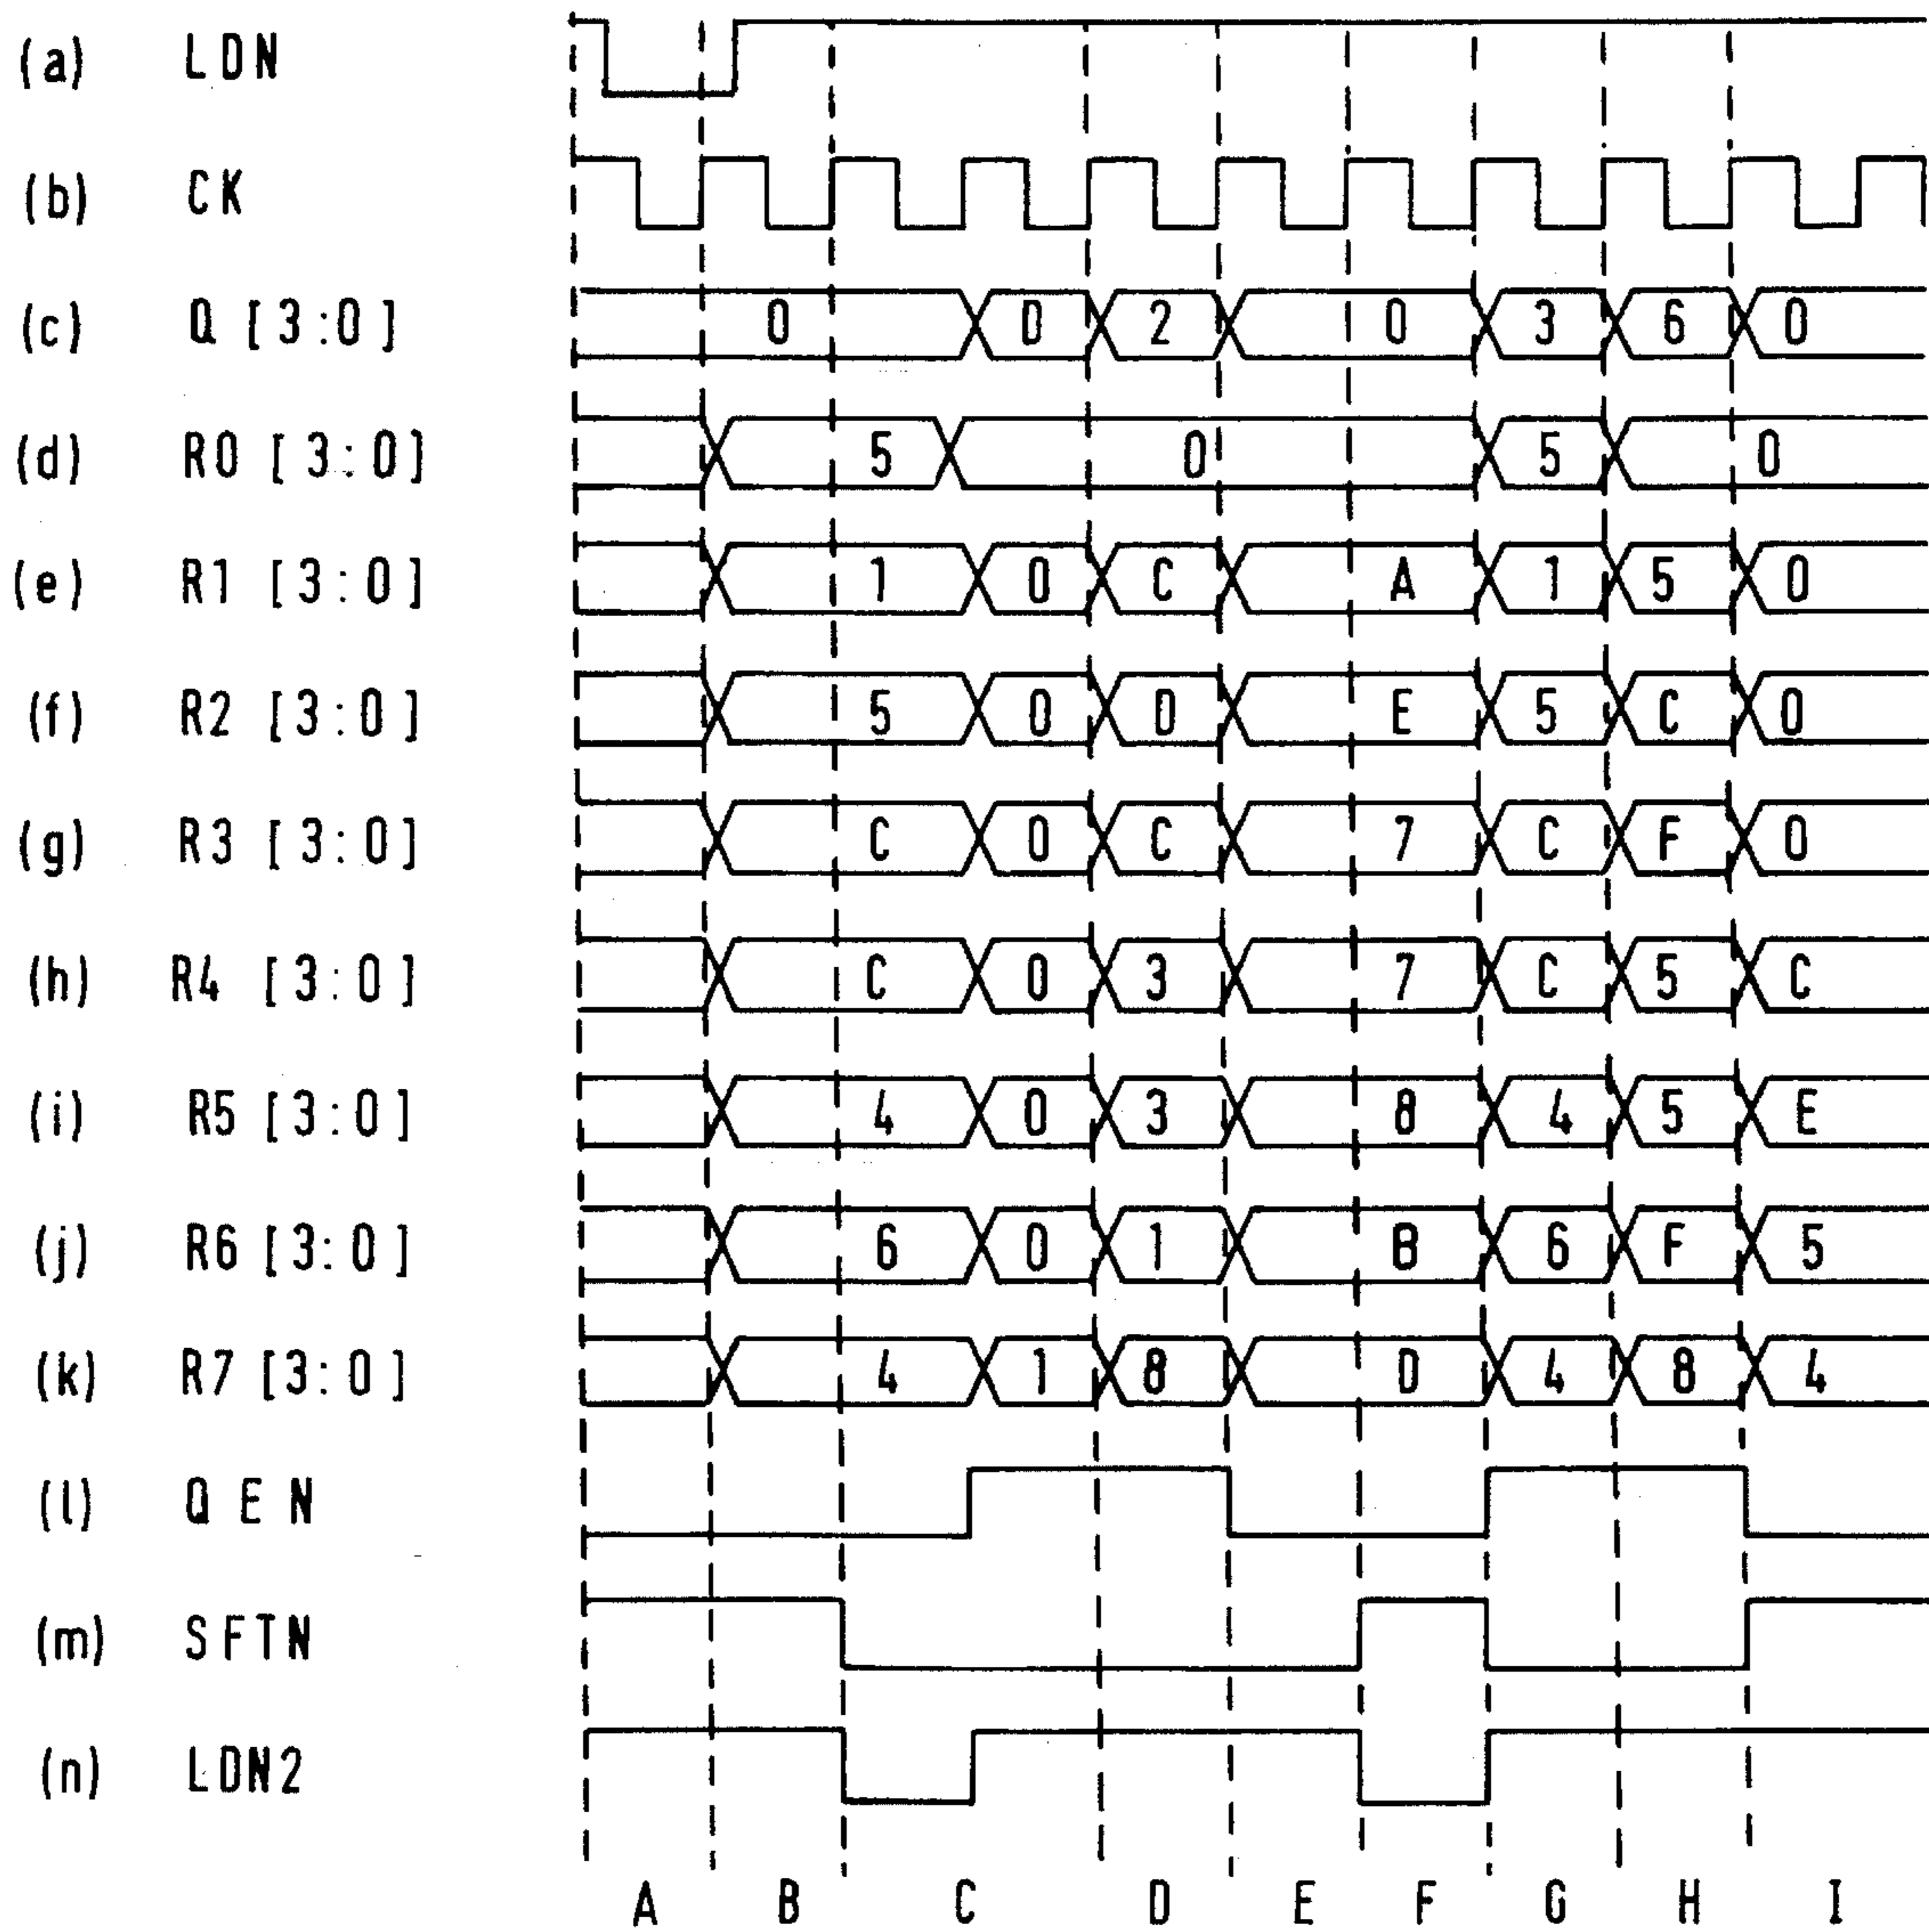 (a) LDN
(b) CK
(c) Q [3:0] 0 D 2 0 3 6 0
(d) R0 [3:0] 5 0 5 0
(e) R1 [3:0] 1 0 C A 1 5 0
(f) R2 [3:0] 5 0 D E 5 C 0
(g) R3 [3:0] C 0 C 7 C F 0
(h) R4 [3:0] C 0 3 7 C 5 C
(i) R5 [3:0] 4 0 3 8 4 5 E
(j) R6 [3:0] 6 0 1 B 6 F 5
(k) R7 [3:0] 4 1 8 D 4 8 4
(l) QEN
(m) SFTN
(n) LDN2
A B C D E F G H I